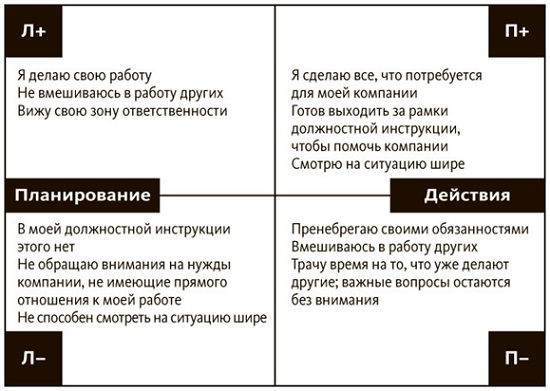 Л+
П+
Я делаю свою работу
Не вмешиваюсь в работу других
Вижу свою зону ответственности
Я сделаю все, что потребуется
для моей компании
Готов выходить за рамки
должностной инструкции,
чтобы помочь компании
Смотрю на ситуацию шире
Планирование
Действия
В моей должностной инструкции
этого нет
Не обращаю внимания на нужды
компании, не имеющие прямого
отношения к моей работе
Не способен смотреть на ситуацию шире
Пренебрегаю своими обязанностями
Вмешиваюсь в работу других
Трачу время на то, что уже делают
другие; важные вопросы остаются
без внимания
Л–
П–